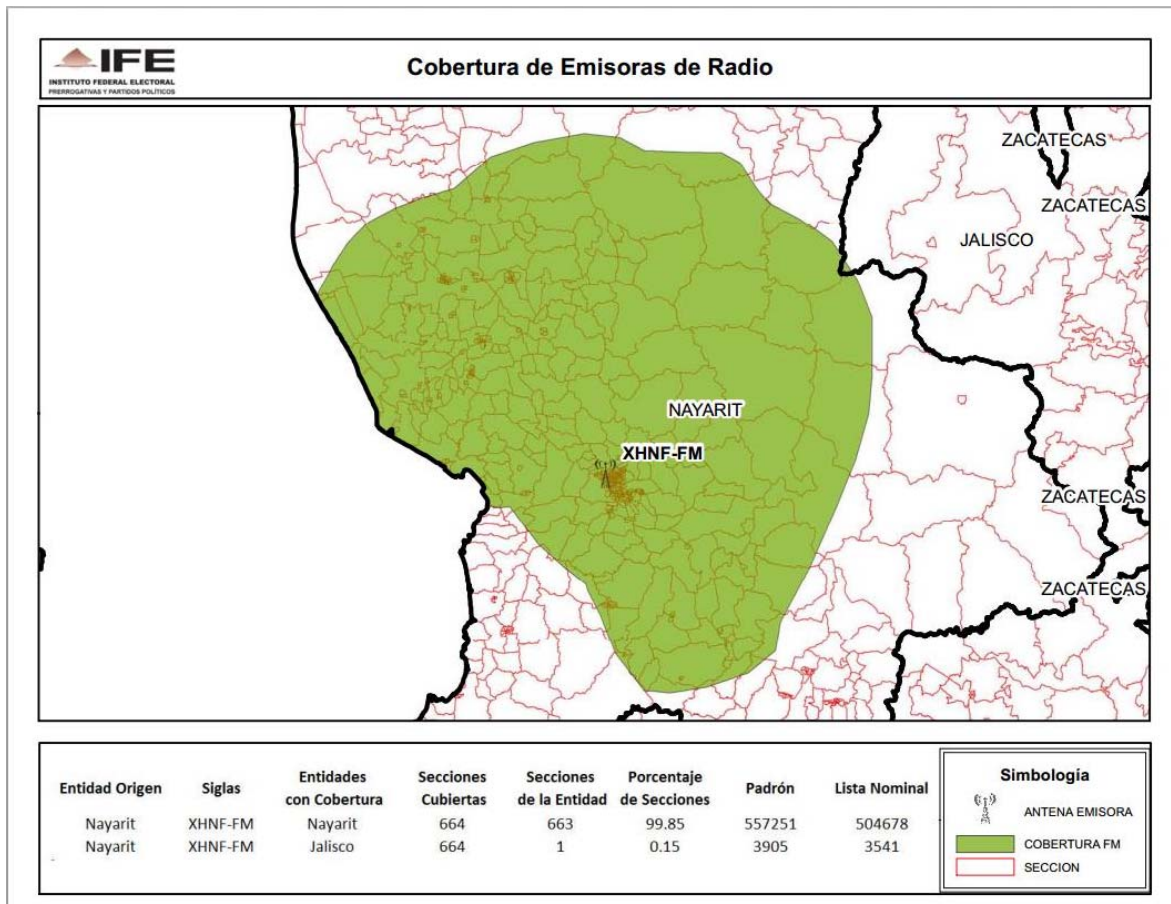 IFE
INSTITUTO FEDERAL ELECTORAL
PRERROGATIVAS Y PARTIDOS POLÍTICOS
Cobertura de Emisoras de Radio
ZACATECAS
ZACATECAS
JALISCO
NAYARIT
XHNF-FM
ZACATECAS
ZACATECAS
Entidad Origen Siglas Entidades con Cobertura Secciones Cubiertas Secciones de la Entidad Porcentaje de Secciones Padrón Lista Nominal
Nayarit XHNF-FM Nayarit 664 663 99.85 557251 504678
Nayarit XHNF-FM Jalisco 664 1 0.15 3905 3541
Simbología
ANTENA EMISORA
COBERTURA FM
SECCION